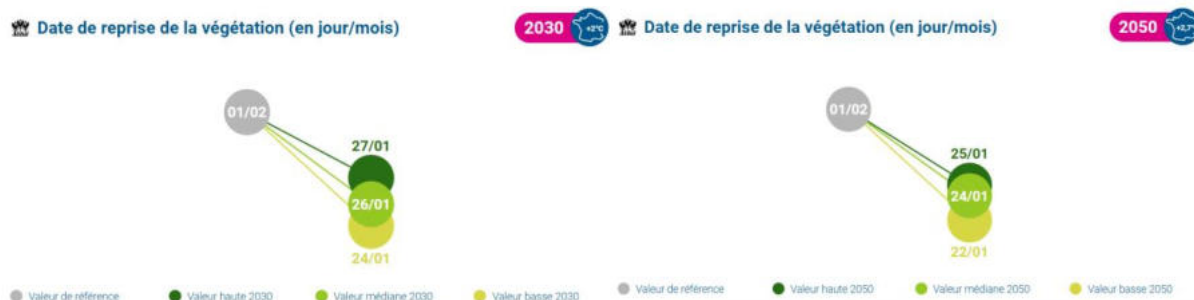 Date de reprise de la végétation (en jour/mois)
2030
+2°C
01/02
27/01
26/01
24/01
Valeur de référence
Valeur haute 2030
Valeur médiane 2030
Valeur basse 2030
Date de reprise de la végétation (en jour/mois)
2050
+2,7°
01/02
25/01
24/01
22/01
Valeur de référence
Valeur haute 2050
Valeur médiane 2050
Valeur basse 2050